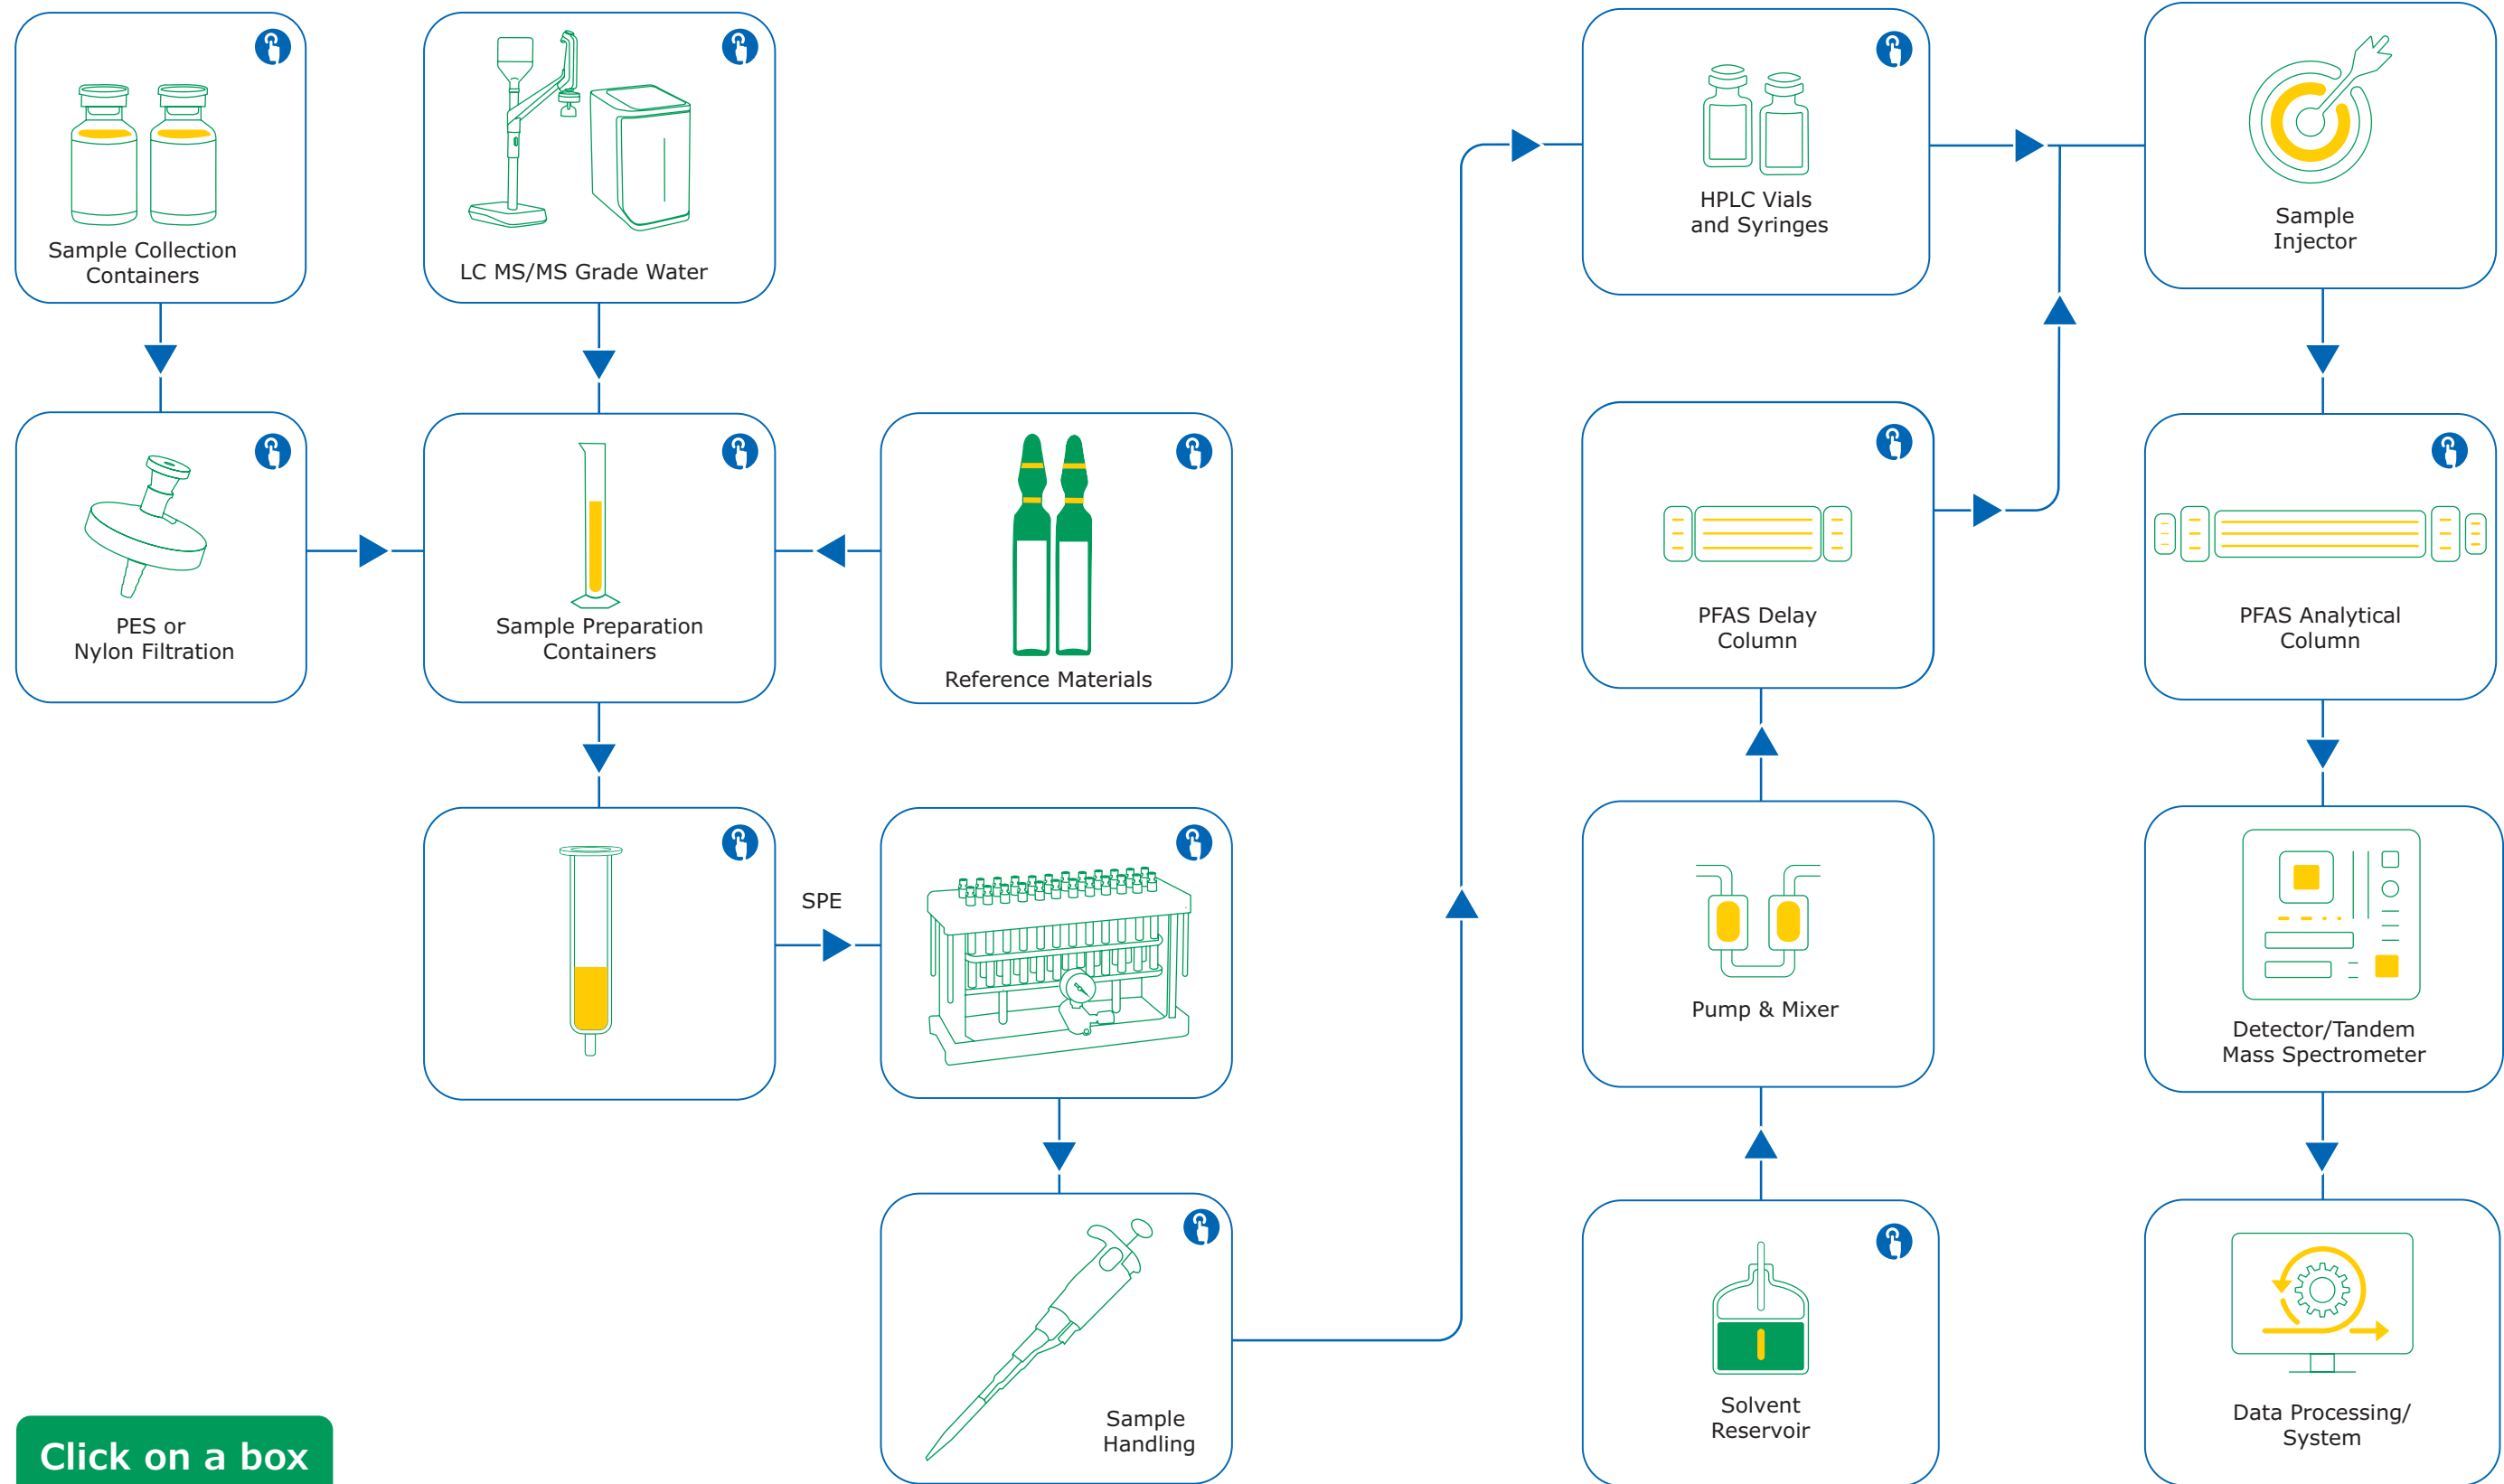 Sample Collection
Containers
LC MS/MS Grade Water
HPLC Vials
and Syringes
Sample
Injector
PES or
Nylon Filtration
Sample Preparation
Containers
Reference Materials
PFAS Delay
Column
PFAS Analytical
Column
SPE
Pump & Mixer
Detector/Tandem
Mass Spectrometer
Sample
Handling
Solvent
Reservoir
Data Processing/
System
Click on a box